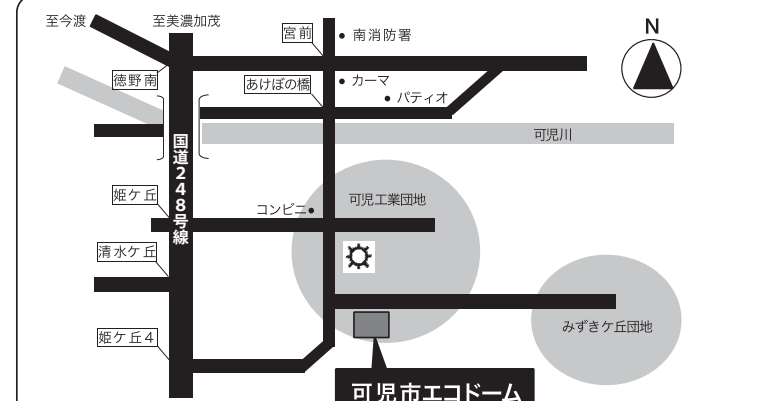 至今渡
至美濃加茂
宮前
南消防署
N
徳野南
あけぼの橋
カーマ
パティオ
国道248号線
可児川
姫ケ丘
コンビニ
可児工業団地
清水ケ丘
みずきケ丘団地
姫ケ丘4
可児市エコドーム